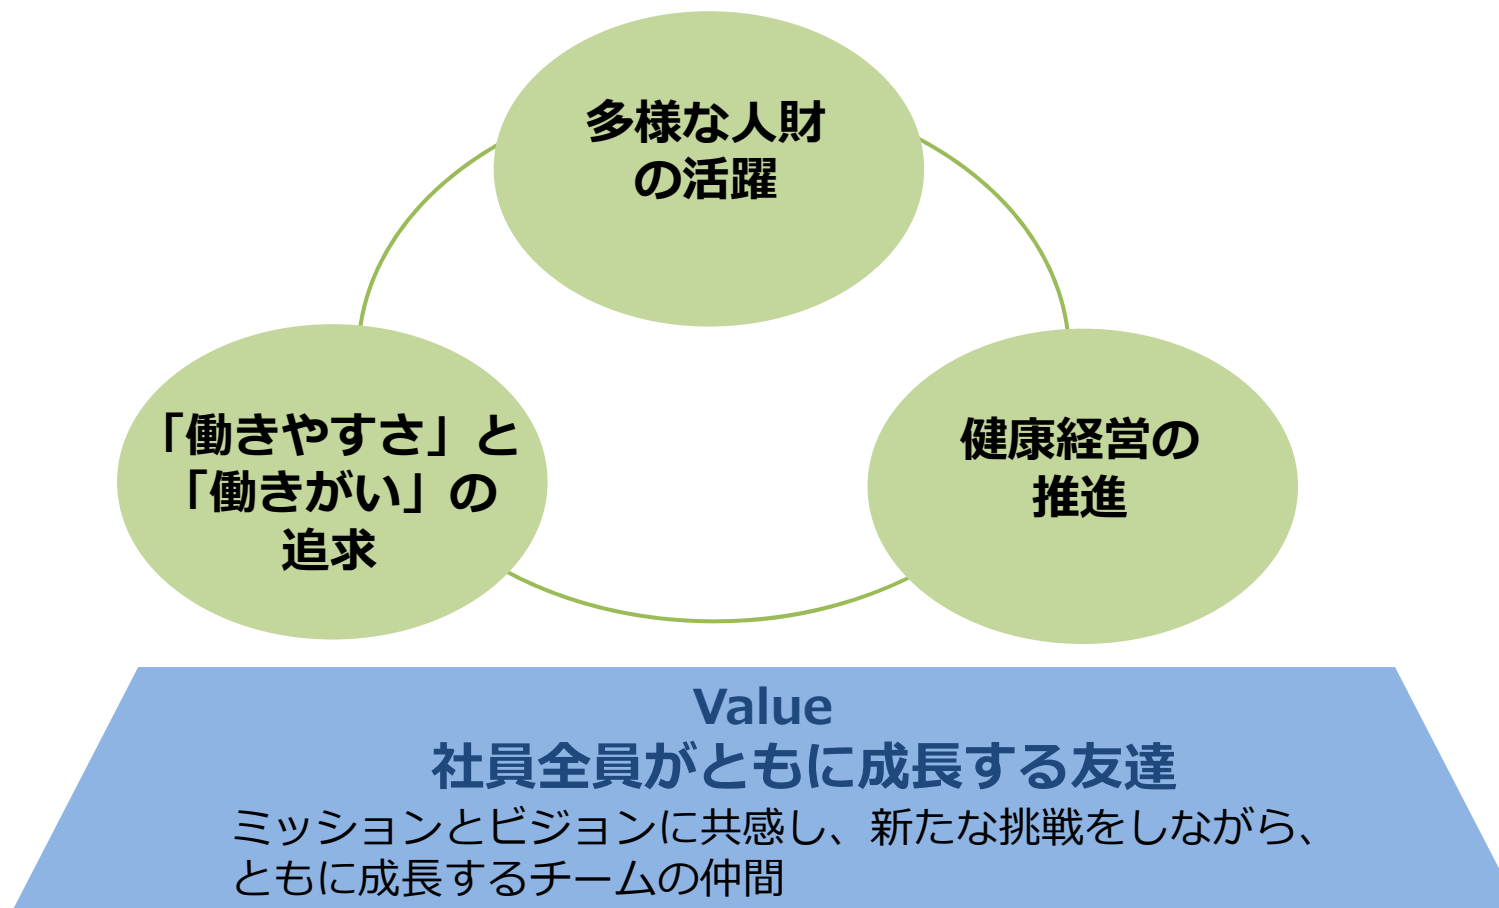 多様な人財
の活躍
「働きやすさ」と
「働きがい」の
追求
健康経営の
推進
Value
社員全員がともに成長する友達
ミッションとビジョンに共感し、新たな挑戦をしながら、
ともに成長するチームの仲間